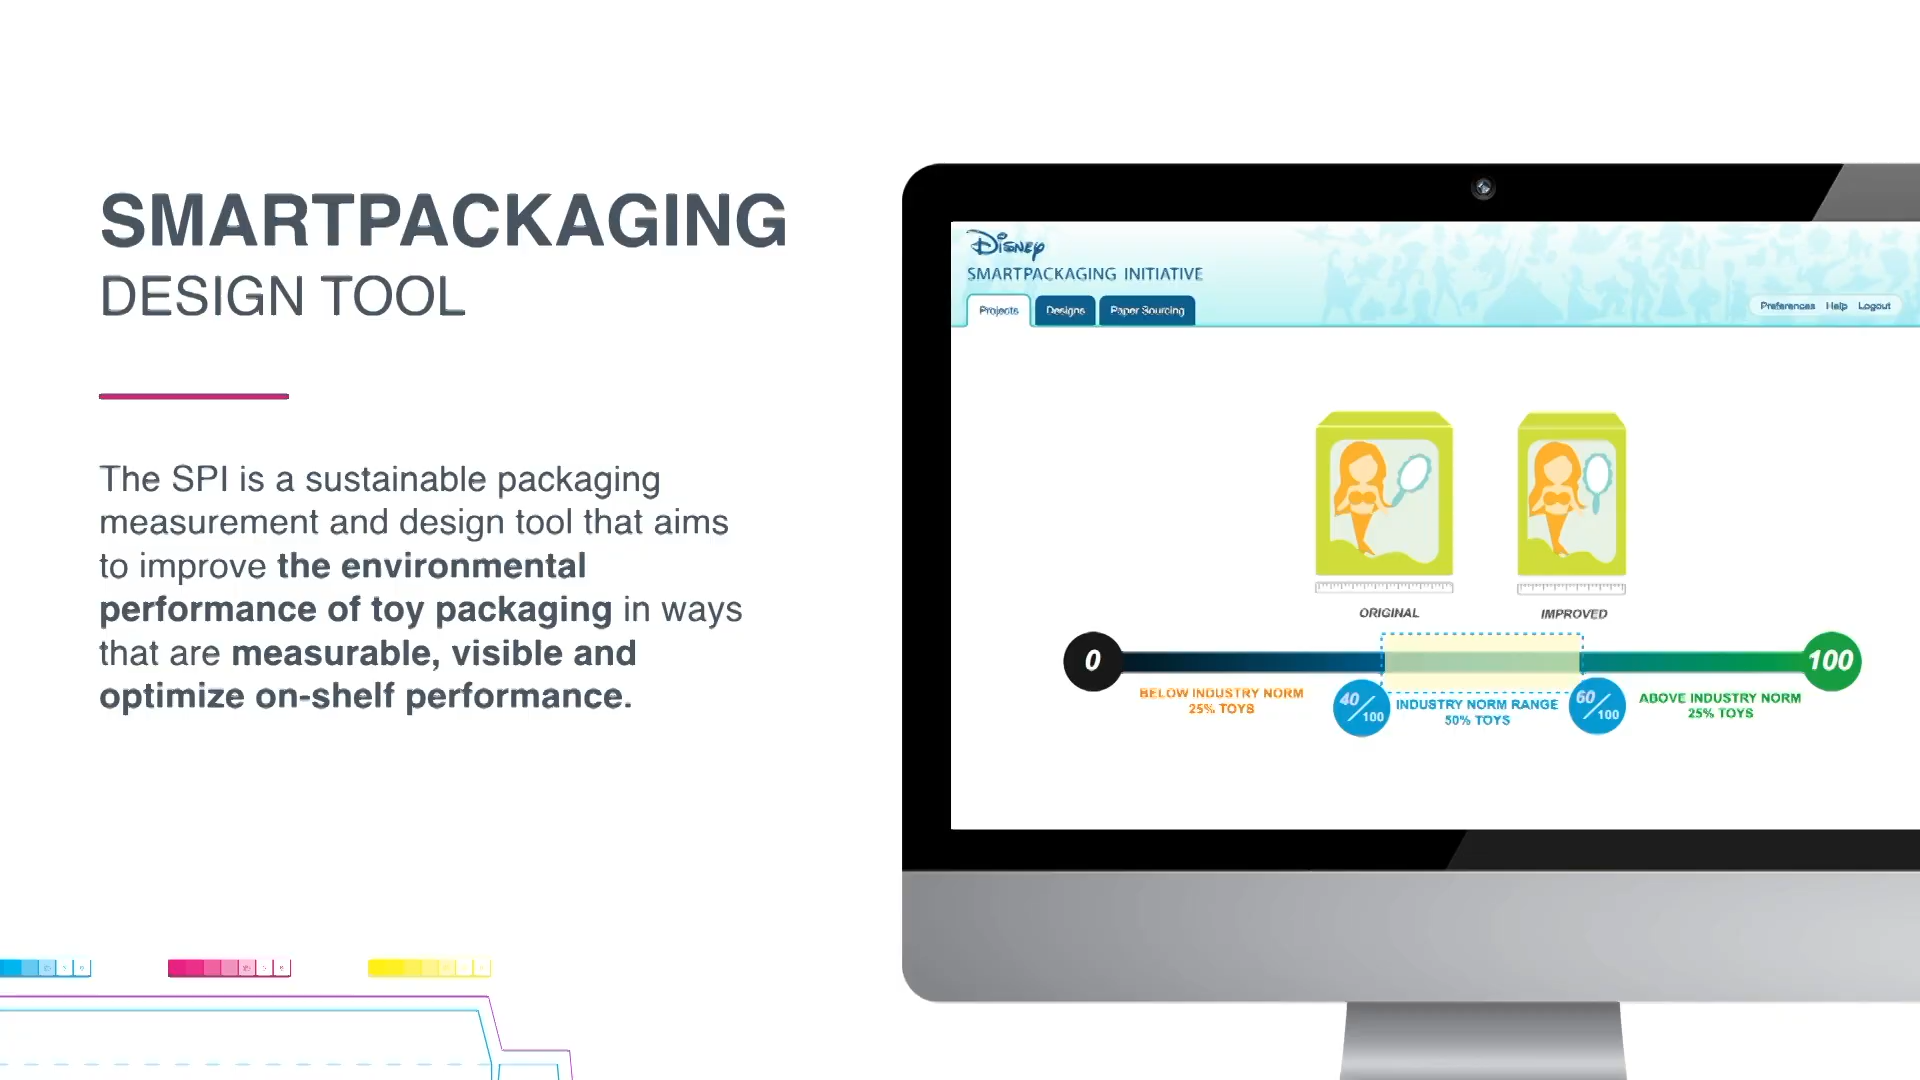 SMARTPACKAGING
DESIGN TOOL
The SPI is a sustainable packaging
measurement and design tool that aims
to improve the environmental
performance of toy packaging in ways
that are measurable, visible and
optimize on-shelf performance.
Disney
SMARTPACKAGING INITIATIVE
Projects Designs Paper Sourcing
Preferences Help Logout
ORIGINAL
IMPROVED
0
100
BELOW INDUSTRY NORM
25% TOYS
40/100
INDUSTRY NORM RANGE
50% TOYS
60/100
ABOVE INDUSTRY NORM
25% TOYS